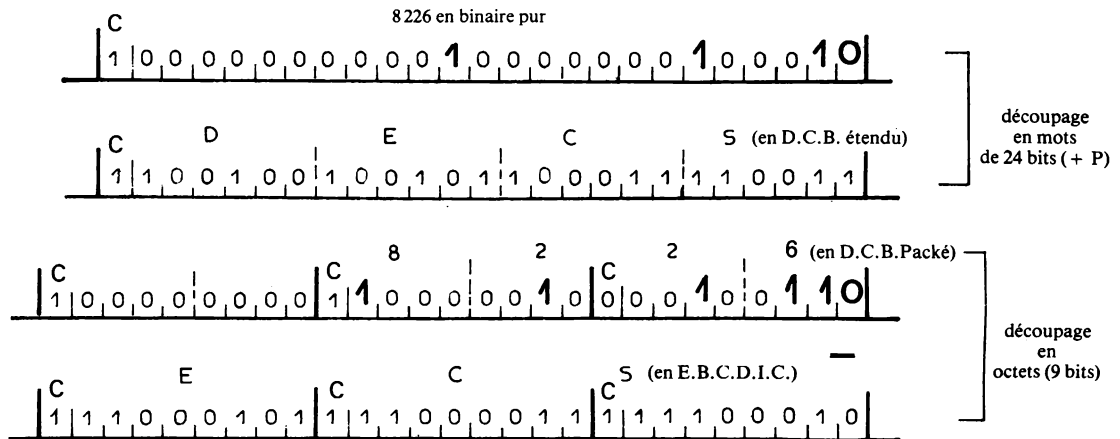 8226 en binaire pur
C
1 0 0 0 0 0 0 0 0 0 0 1 0 0 0 0 0 0 0 1 0 0 0 1 0
C D E C S (en D.C.B. étendu)
1 1 0 0 1 0 0 1 0 0 1 0 1 1 0 0 0 1 1 1 1 0 0 1 1
découpage
en mots
de 24 bits (+ P)
8 2 2 6 (en D.C.B.Packé)
C C C
1 0 0 0 0 0 0 0 0 1 1 0 0 0 0 0 1 0 0 0 0 1 0 0 1 1 0
C E C C S (en E.B.C.D.I.C.)
1 1 1 0 0 0 1 0 1 1 1 1 0 0 0 0 1 1 1 1 1 1 0 0 0 1 0
découpage
en
octets (9 bits)